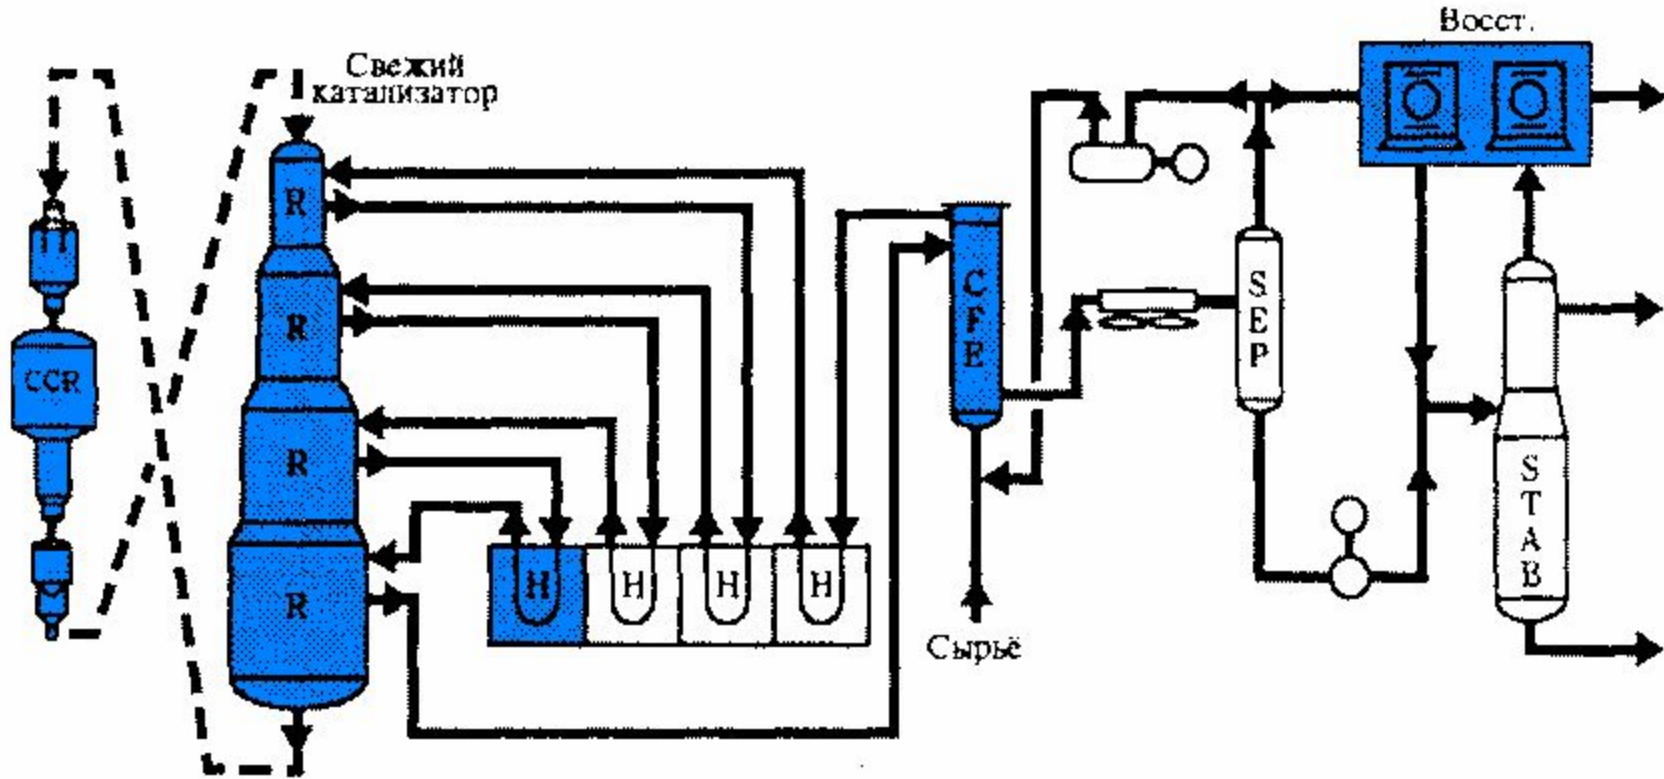 Восст.
Свежий
катализатор
R
R
R
R
CCR
CFE
SEP
STAB
H
H
H
H
Сырьё